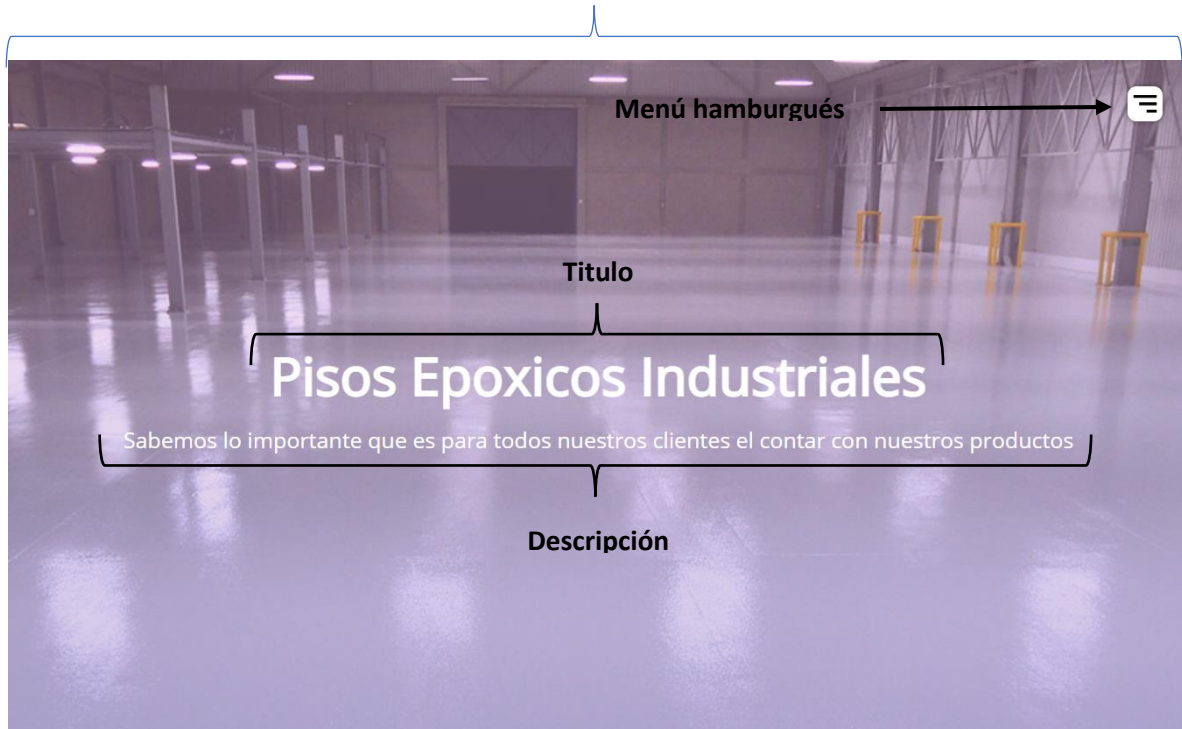 Menú hamburgués
Titulo
Pisos Epoxicos Industriales
Sabemos lo importante que es para todos nuestros clientes el contar con nuestros productos
Descripción